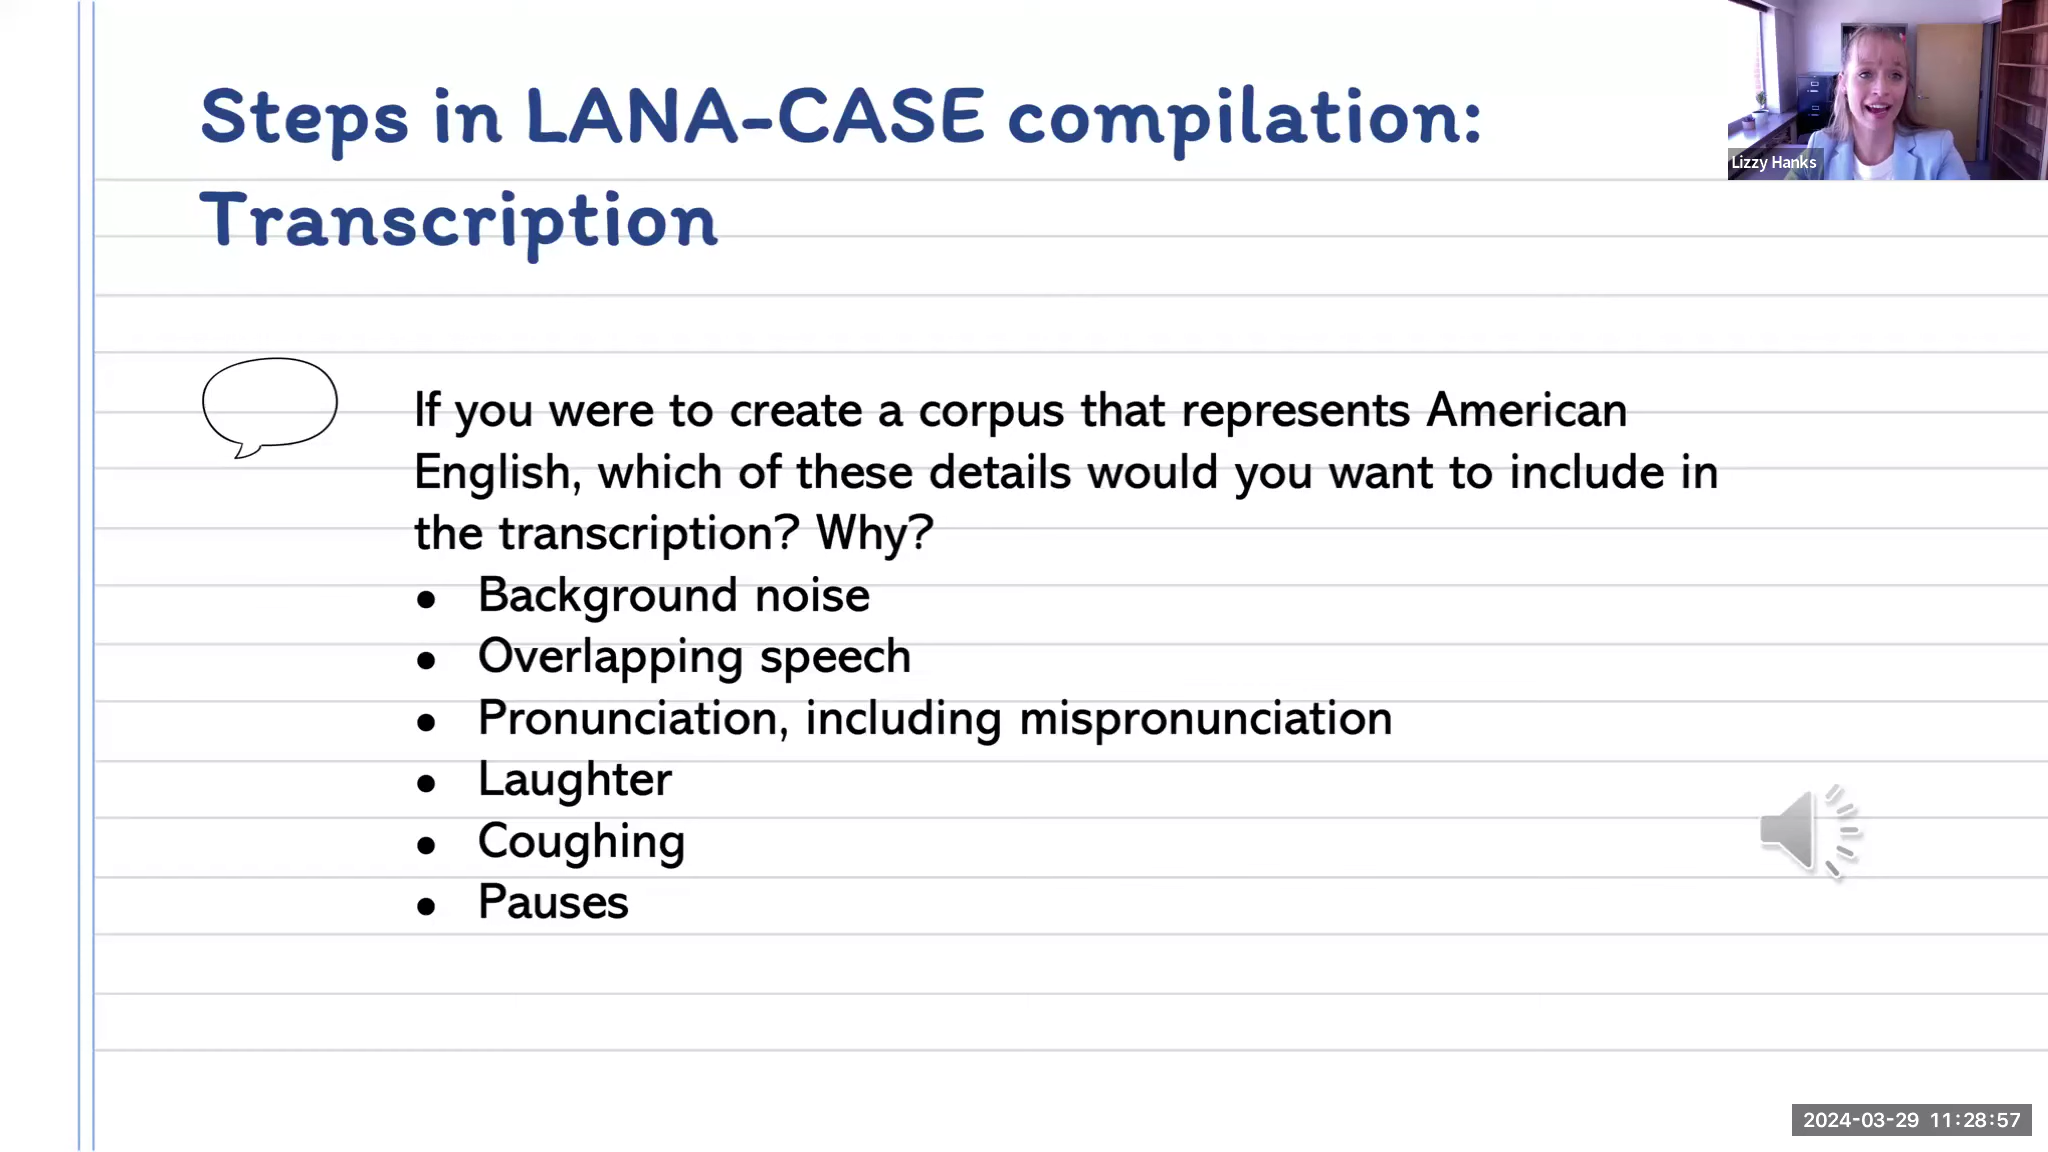 Steps in LANA-CASE compilation:
Transcription
Lizzy Hanks
If you were to create a corpus that represents American
English, which of these details would you want to include in
the transcription? Why?
● Background noise
● Overlapping speech
● Pronunciation, including mispronunciation
● Laughter
● Coughing
● Pauses
2024-03-29 11:28:57